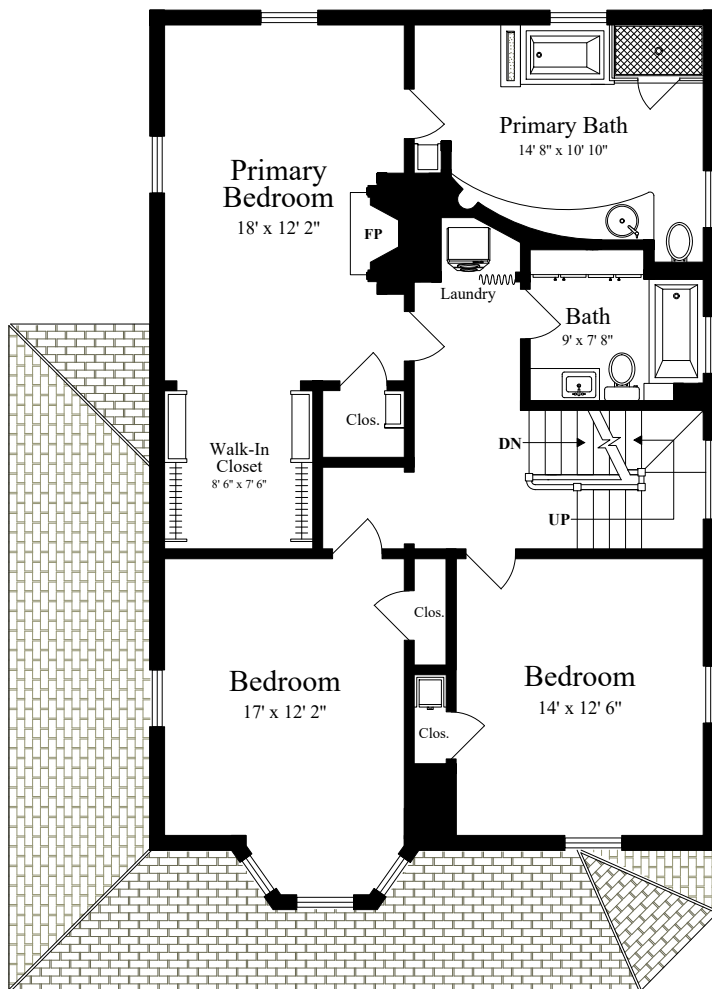 Primary Bath
14' 8" x 10' 10"
Primary
Bedroom
18' x 12' 2"
FP
Laundry
Bath
9' x 7' 8"
Clos.
Walk-In
Closet
8' 6" x 7' 6"
DN
UP
Clos.
Bedroom
17' x 12' 2"
Bedroom
14' x 12' 6"
Clos.